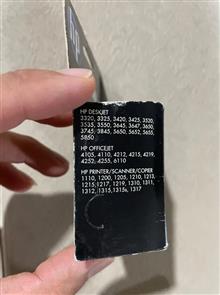 HP DESKJET
3320, 3325, 3420, 3425, 3520,
3535, 3550, 3645, 3647, 3650,
3745, 3845, 5650, 5652, 5655,
5850
HP OFFICEJET
4105, 4110, 4212, 4215, 4219,
4252, 4255, 6110
HP PRINTER/SCANNER/COPIER
1110, 1200, 1205, 1210, 1213,
1215,1217, 1219, 1310, 1311,
1312, 1315, 1315s, 1317